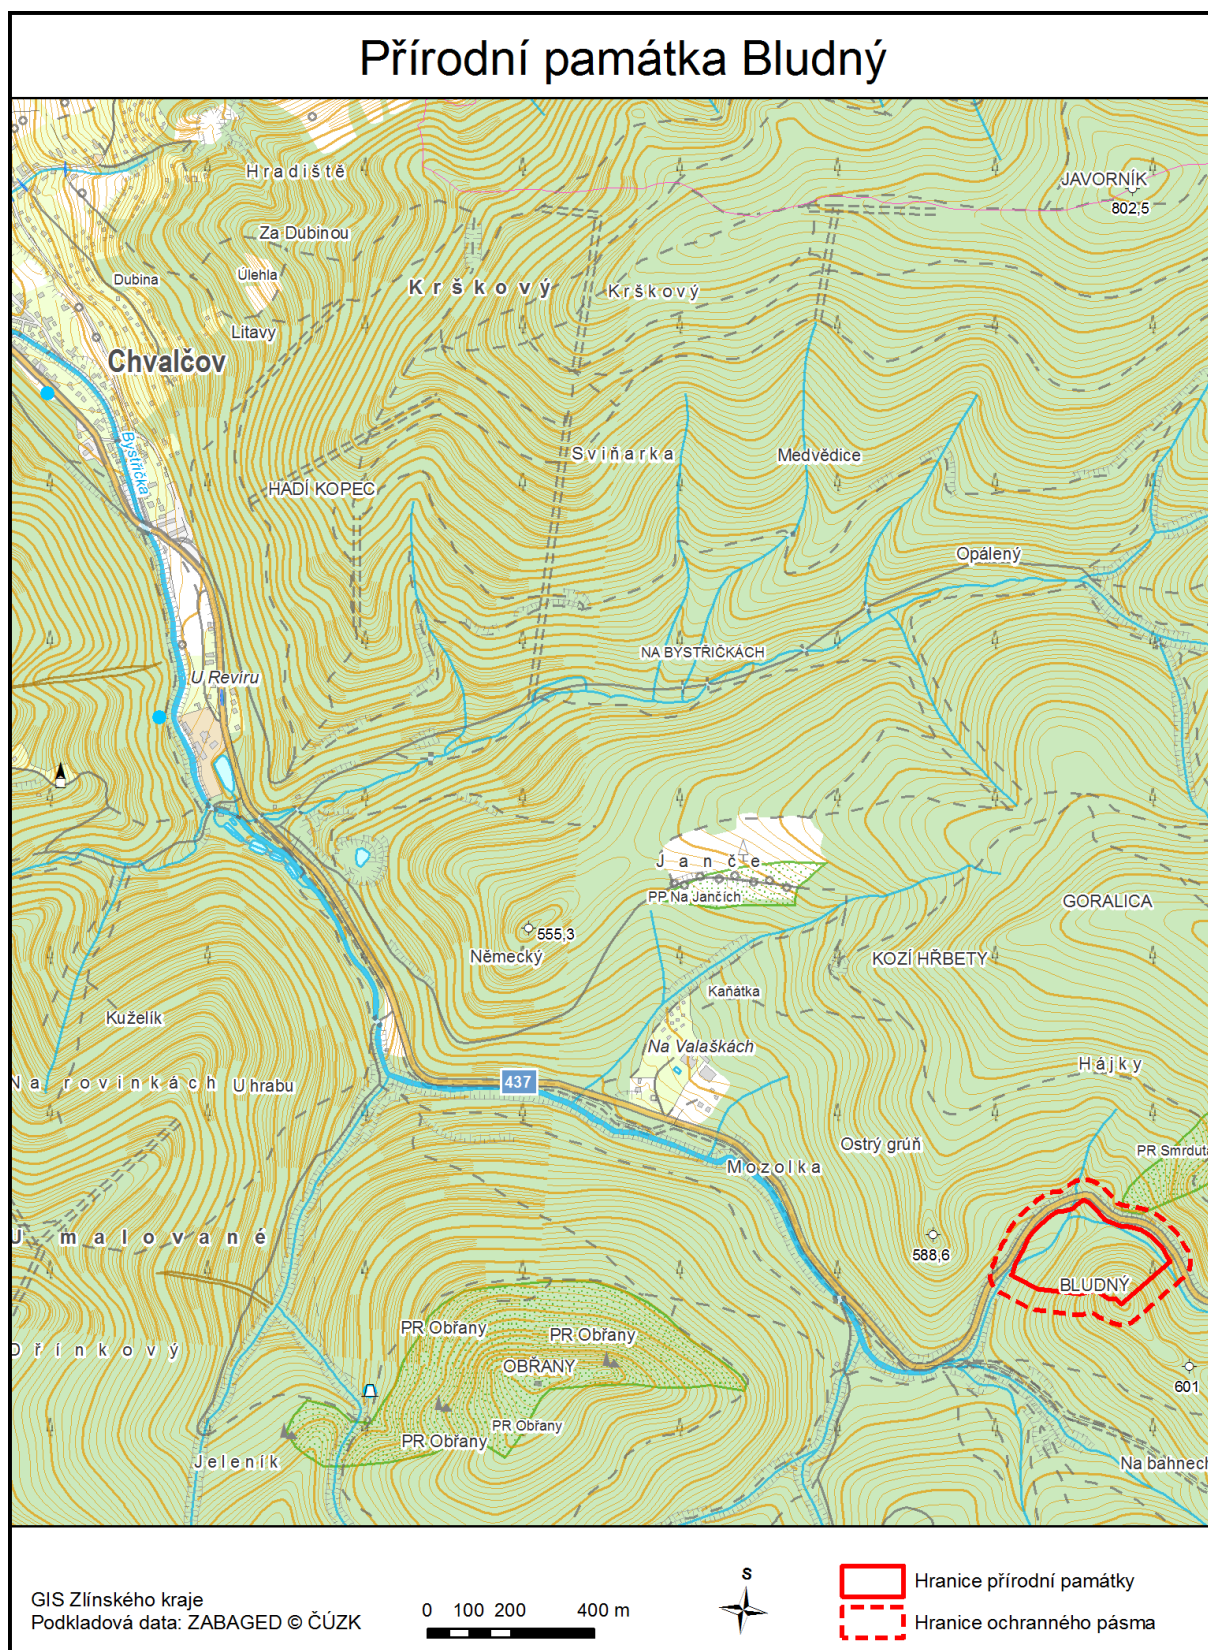 Přírodní památka Bludný
Hradiště
JAVORNÍK
802,5
Za Dubinou
Dubina
Úlehla
Krškový
Krškový
Litavy
Chvalčov
Bystřička
Sviňarka
Medvědice
HADÍ KOPEC
Opálený
NA BYSTŘIČKÁCH
U Revíru
Janče
PP Na Jančích
GORALICA
555,3
Německý
KOZÍ HŘBETY
Kaňátka
Kuželík
Na Valaškách
Na rovinkách
U hrabu
437
Hájky
Ostrý grúň
PR Smrdutá
Mozolka
U malované
588,6
BLUDNÝ
PR Obřany
PR Obřany
OBŘANY
Dřínkový
601
PR Obřany
PR Obřany
Jeleník
Na bahnech
GIS Zlínského kraje
Podkladová data: ZABAGED © ČÚZK
0 100 200 400 m
S
Hranice přírodní památky
Hranice ochranného pásma